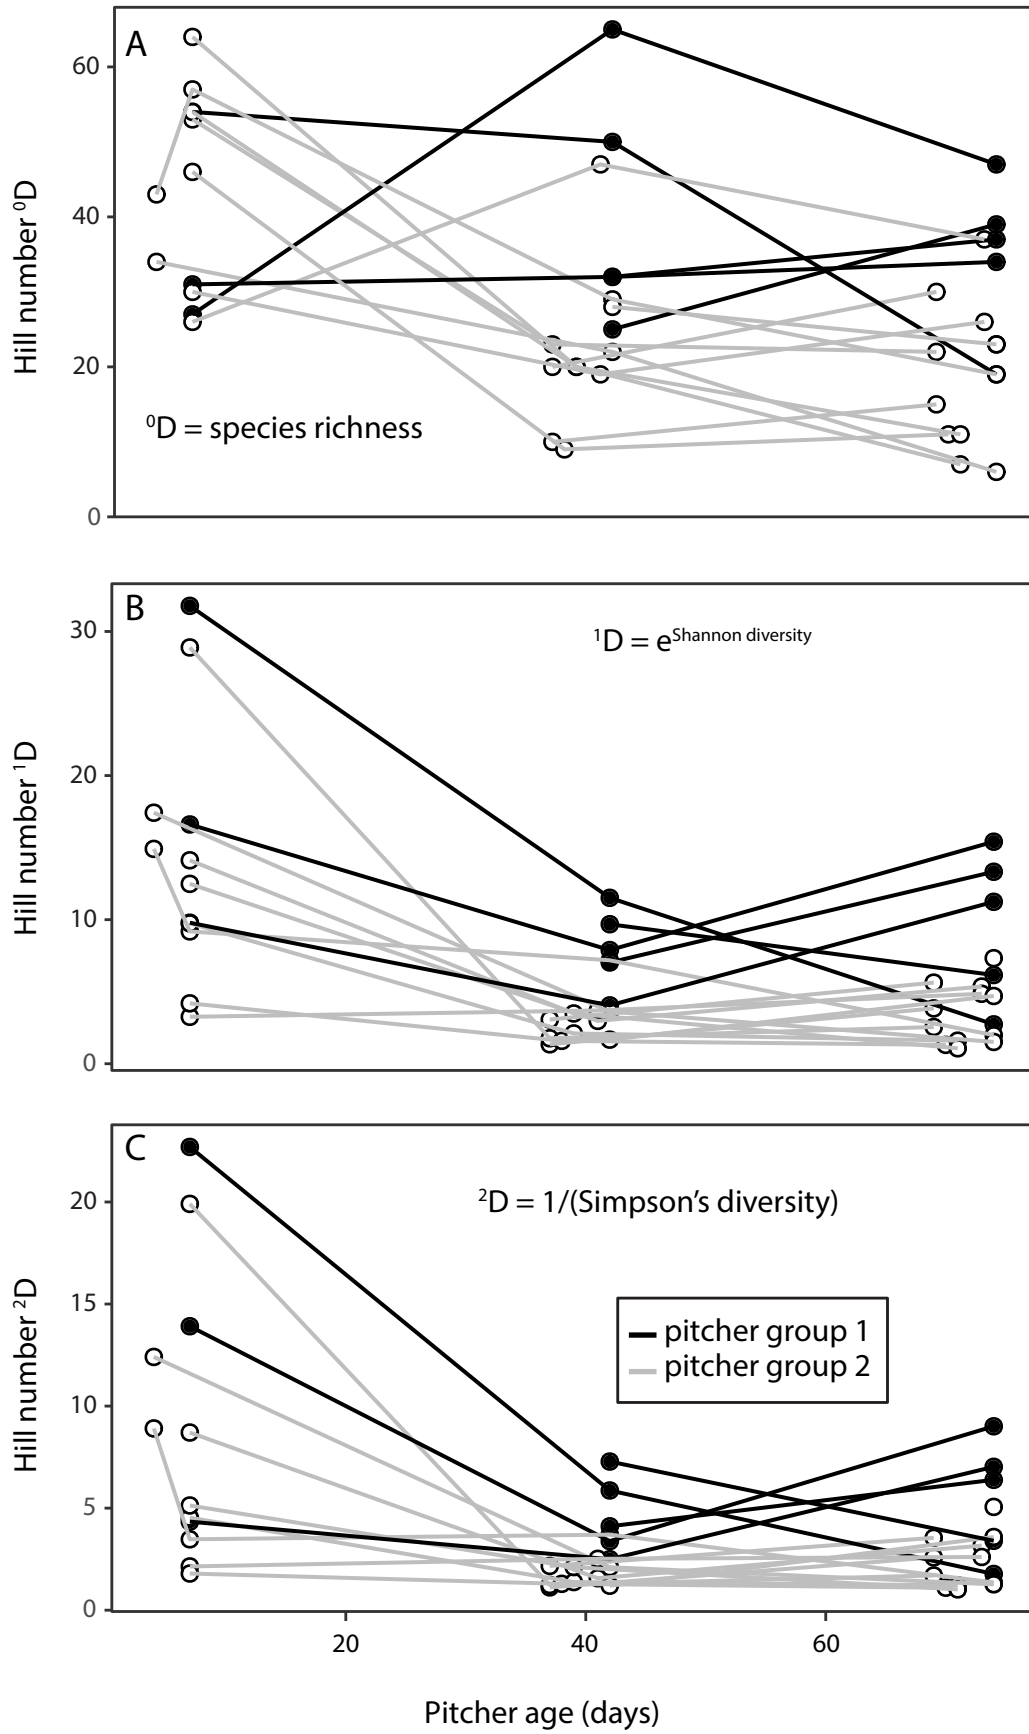 A
60
40
20
0
Hill number ⁰D
⁰D = species richness
B
30
20
10
0
Hill number ¹D
¹D = e^Shannon diversity
C
20
15
10
5
0
Hill number ²D
²D = 1/(Simpson's diversity)
pitcher group 1
pitcher group 2
20 40 60
Pitcher age (days)